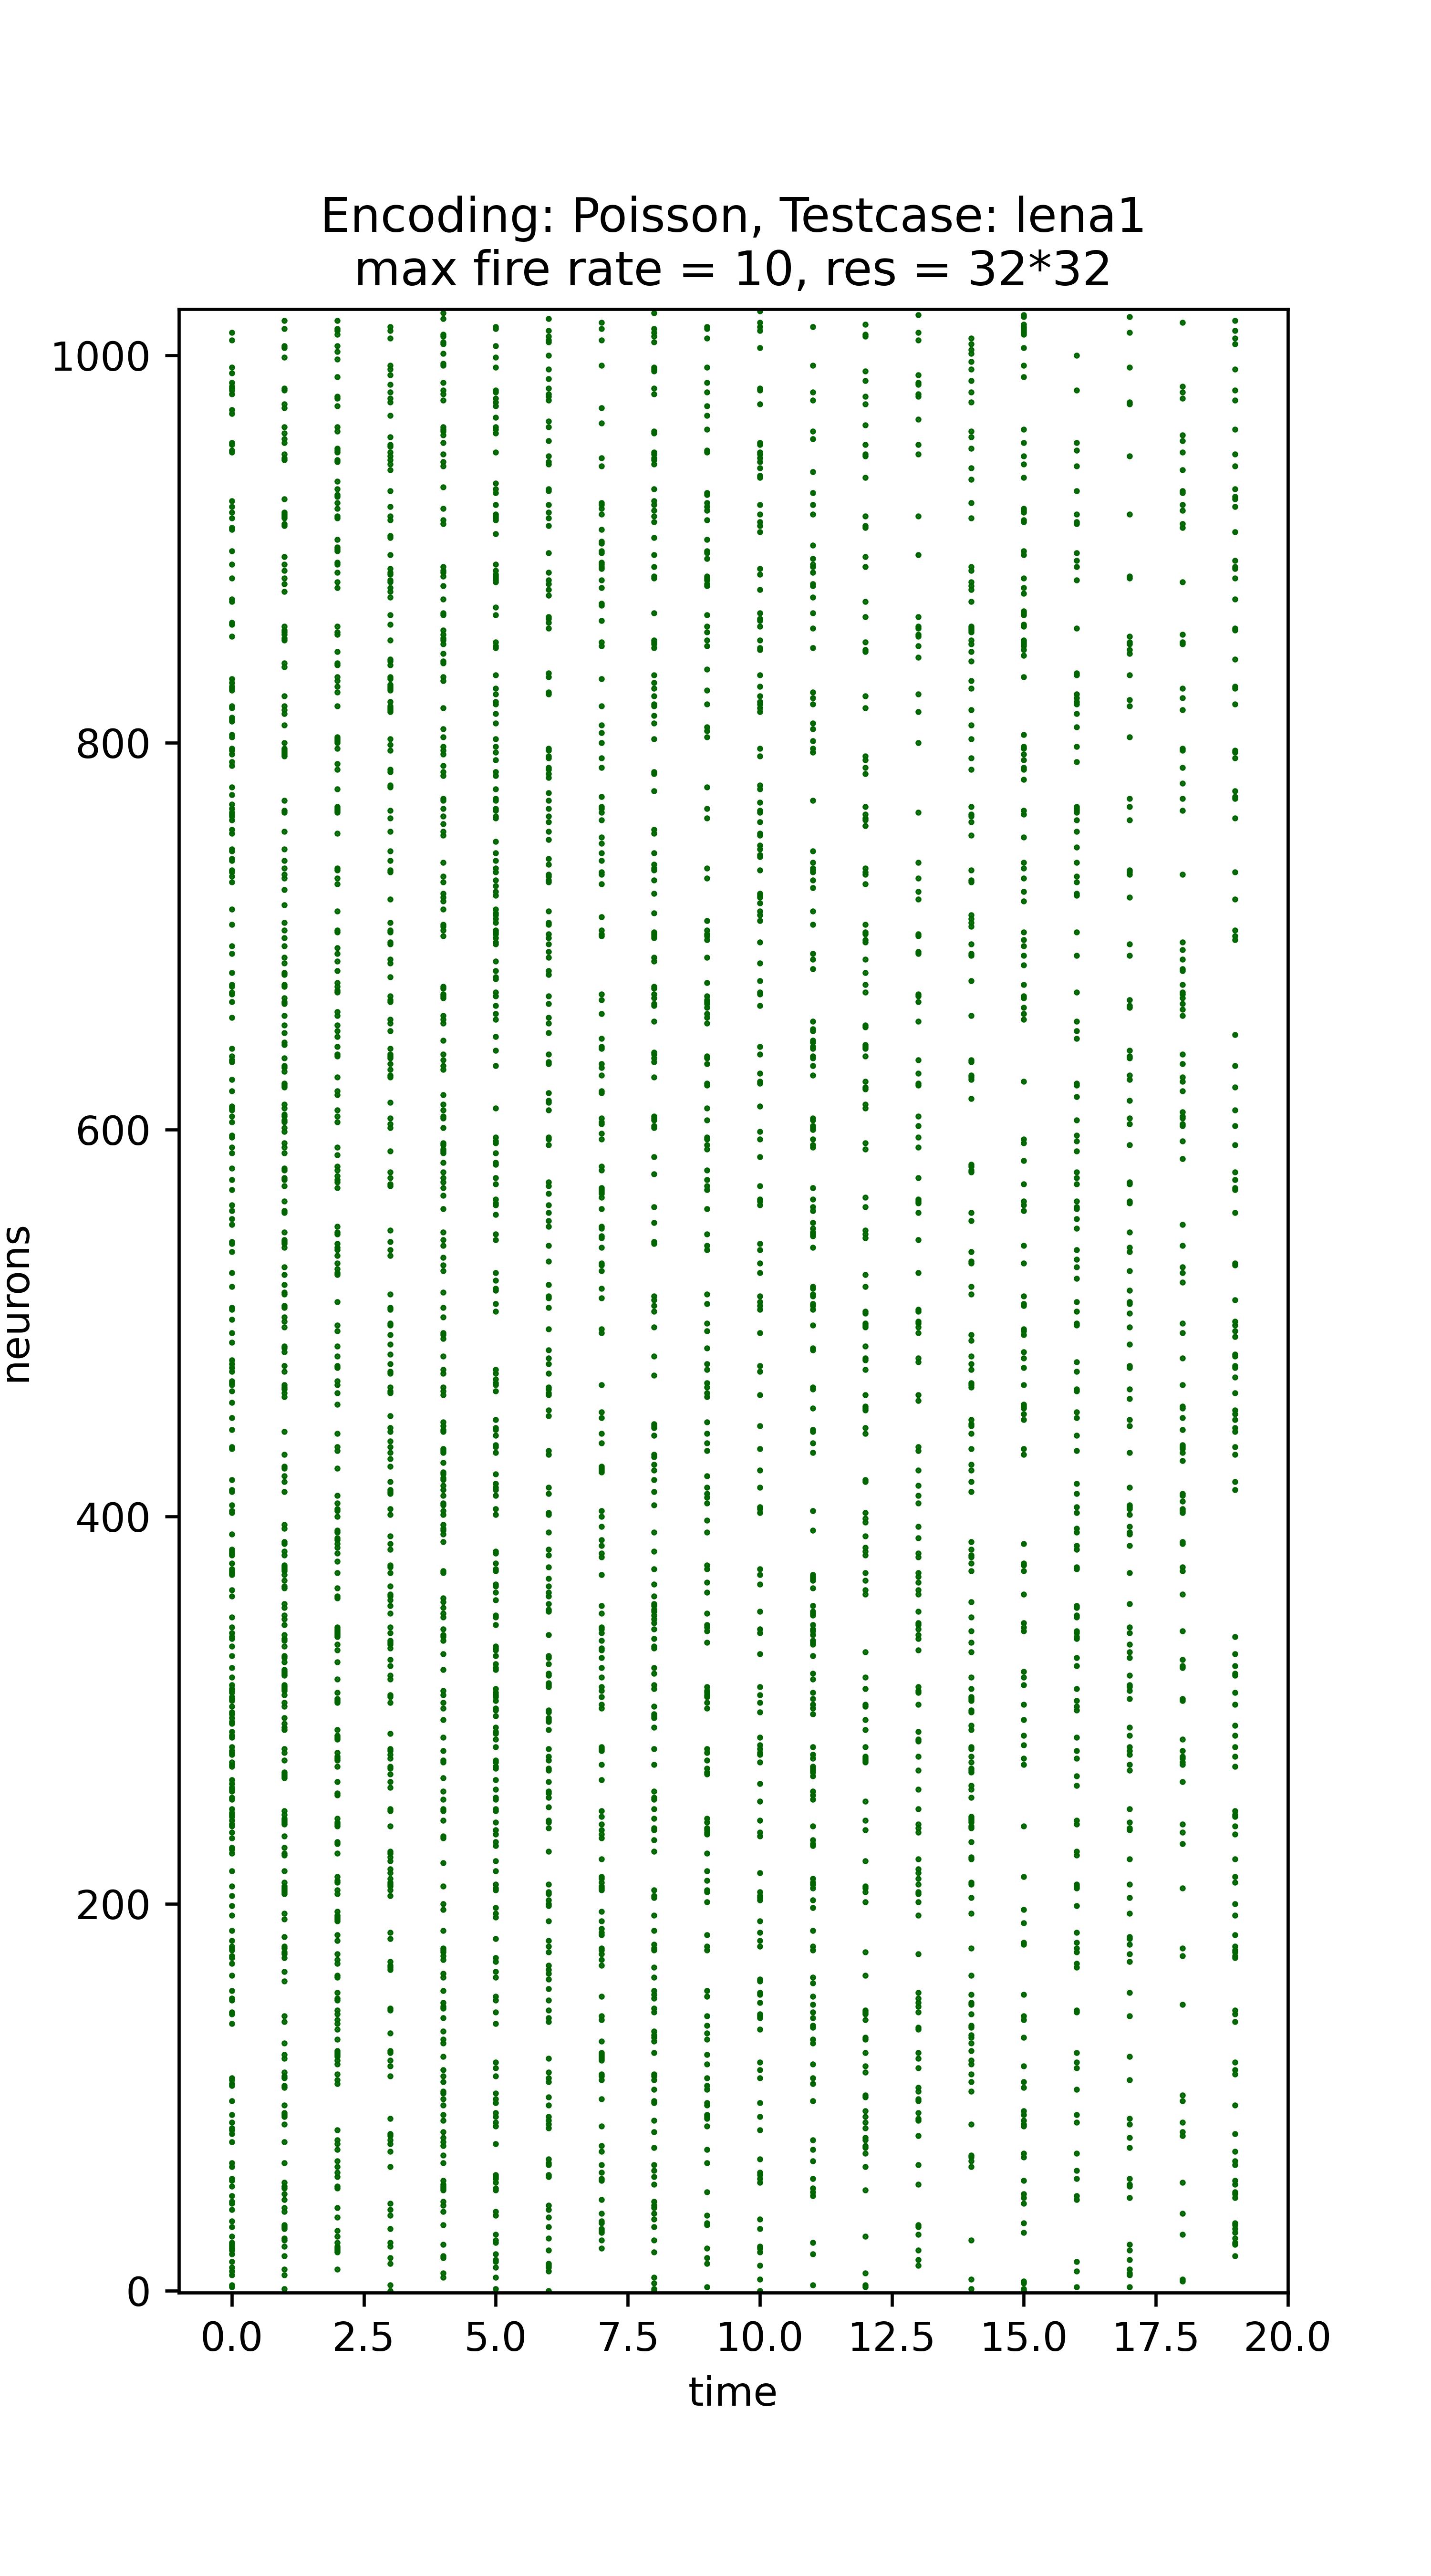 Encoding: Poisson, Testcase: lena1
max fire rate = 10, res = 32*32
1000
800
600
400
200
0
neurons
0.0 2.5 5.0 7.5 10.0 12.5 15.0 17.5 20.0
time